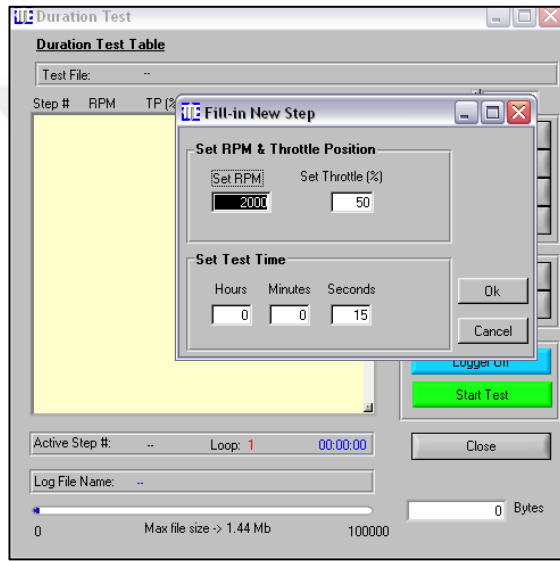 Duration Test
Duration Test Table
Test File: --
Step # RPM TP (%
Fill-in New Step
Set RPM & Throttle Position
Set RPM Set Throttle (%)
2000 50
Set Test Time
Hours Minutes Seconds
0 0 15
Ok
Cancel
Logger Off
Start Test
Active Step #: -- Loop: 1 00:00:00
Close
Log File Name: --
0 Bytes
0 Max file size -> 1.44 Mb 100000